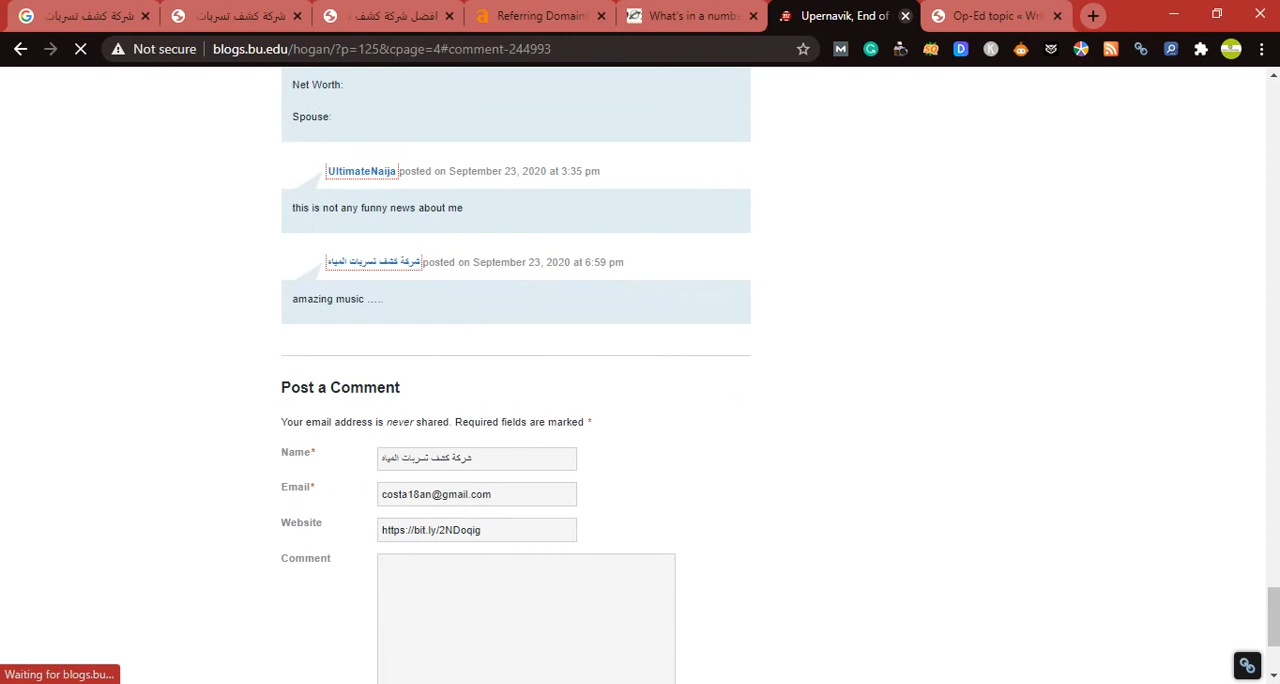 شركة كشف تسربات
شركة كشف تسربات
افضل شركة كشف
Referring Domain
What's in a numbe
Upernavik, End of
Op-Ed topic « Wri
Not secure
blogs.bu.edu/hogan/?p=125&cpage=4#comment-244993
Net Worth:
Spouse:
UltimateNaija posted on September 23, 2020 at 3:35 pm
this is not any funny news about me
شركة كشف تسربات المياه posted on September 23, 2020 at 6:59 pm
amazing music .....
Post a Comment
Your email address is never shared. Required fields are marked *
Name* شركة كشف تسربات المياه
Email* costa18an@gmail.com
Website https://bit.ly/2NDoqig
Comment
Waiting for blogs.bu...